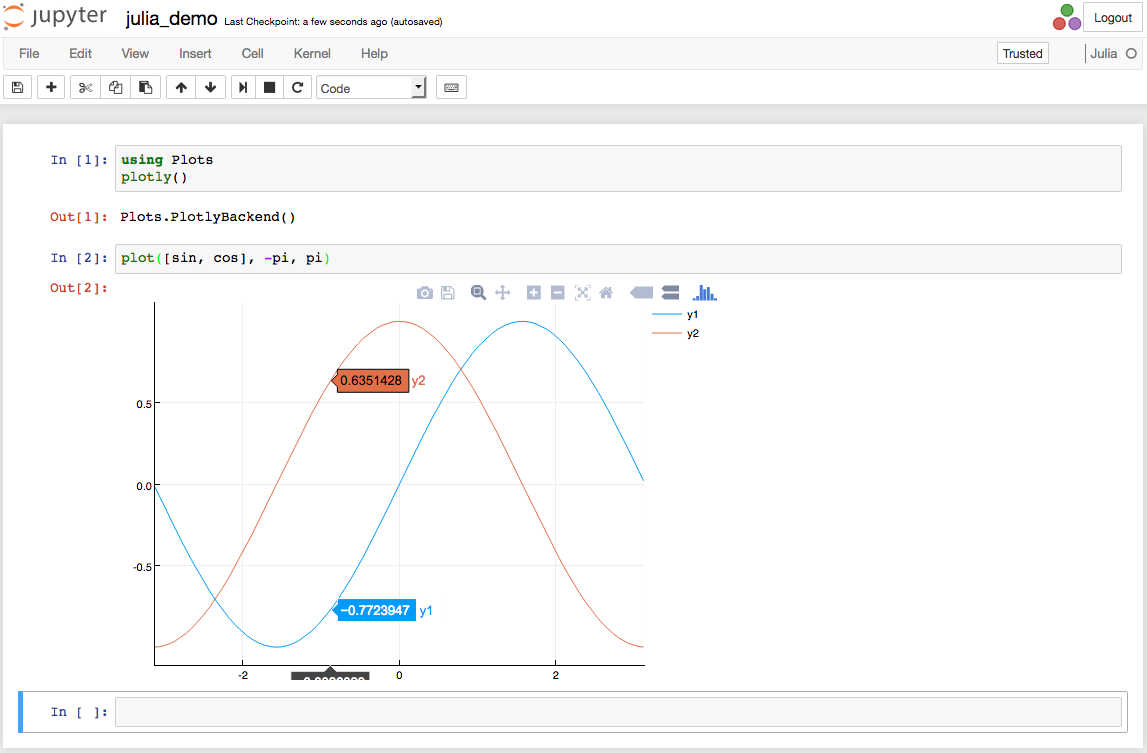 jupyter julia_demo Last Checkpoint: a few seconds ago (autosaved) Logout
File Edit View Insert Cell Kernel Help Trusted Julia
Code
In [1]: using Plots
plotly()
Out[1]: Plots.PlotlyBackend()
In [2]: plot([sin, cos], -pi, pi)
Out[2]:
y1
y2
0.6351428 y2
0.5
0.0
-0.5
−0.7723947 y1
-2 0 2
In [ ]: